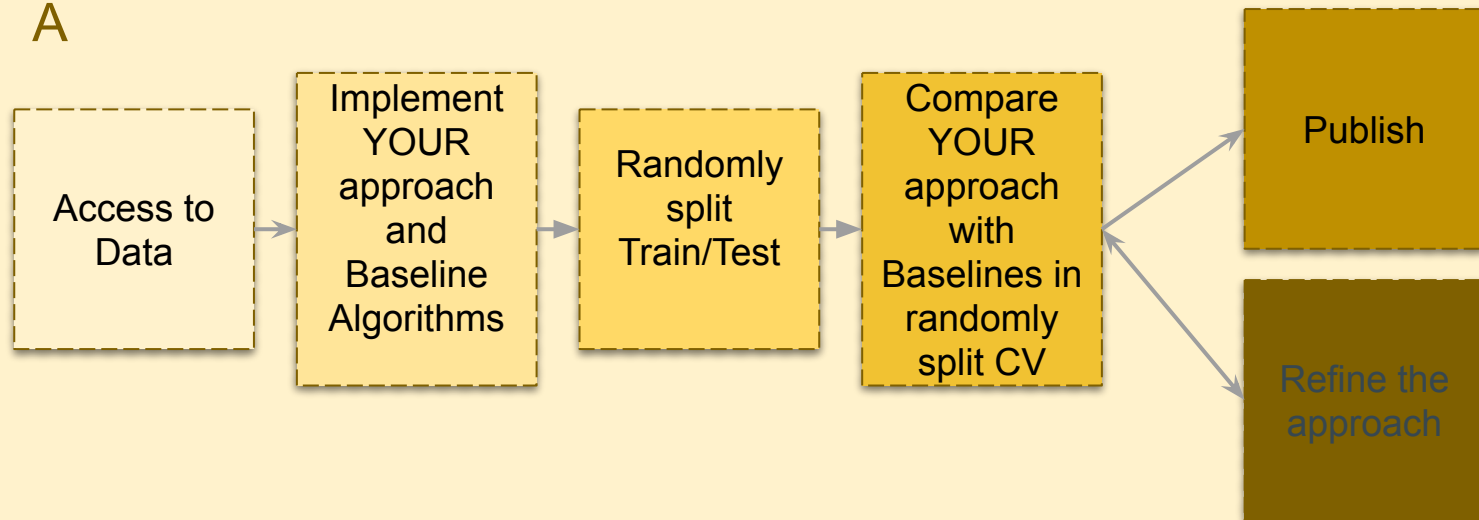 A
Access to
Data
Implement
YOUR
approach
and
Baseline
Algorithms
Randomly
split
Train/Test
Compare
YOUR
approach
with
Baselines in
randomly
split CV
Publish
Refine the
approach